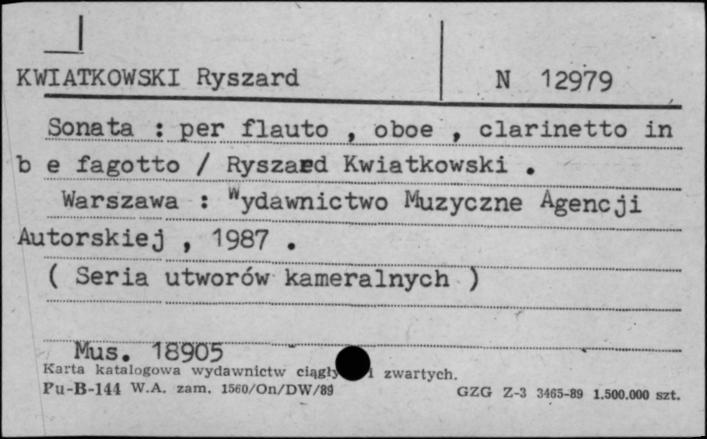 KWIATKOWSKI Ryszard N 12979
Sonata : per flauto , oboe , clarinetto in
b e fagotto / Ryszard Kwiatkowski .
Warszawa : Wydawnictwo Muzyczne Agencji
Autorskiej , 1987 .
( Seria utworów kameralnych )
Mus. 18905
Karta katalogowa wydawnictw zwartych.
Pu-B-144 W.A. zam. 1560/On/DW/89 GZG Z-3 3465-89 1.500.000 szt.